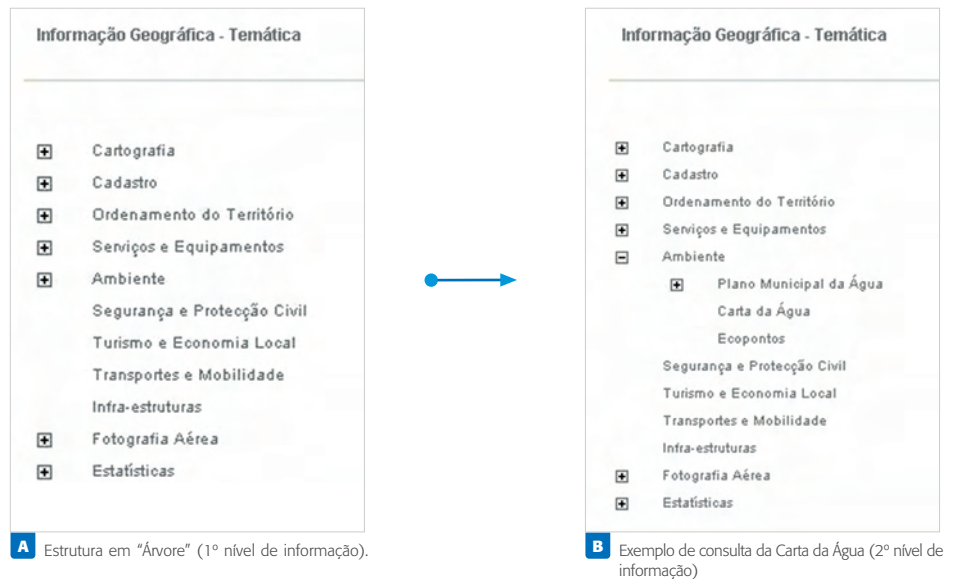 Informação Geográfica - Temática
Cartografia
Cadastro
Ordenamento do Território
Serviços e Equipamentos
Ambiente
Segurança e Protecção Civil
Turismo e Economia Local
Transportes e Mobilidade
Infra-estruturas
Fotografia Aérea
Estatísticas
A Estrutura em "Árvore" (1º nível de informação).
Informação Geográfica - Temática
Cartografia
Cadastro
Ordenamento do Território
Serviços e Equipamentos
Ambiente
Plano Municipal da Água
Carta da Água
Ecopontos
Segurança e Protecção Civil
Turismo e Economia Local
Transportes e Mobilidade
Infra-estruturas
Fotografia Aérea
Estatísticas
B Exemplo de consulta da Carta da Água (2º nível de
informação)